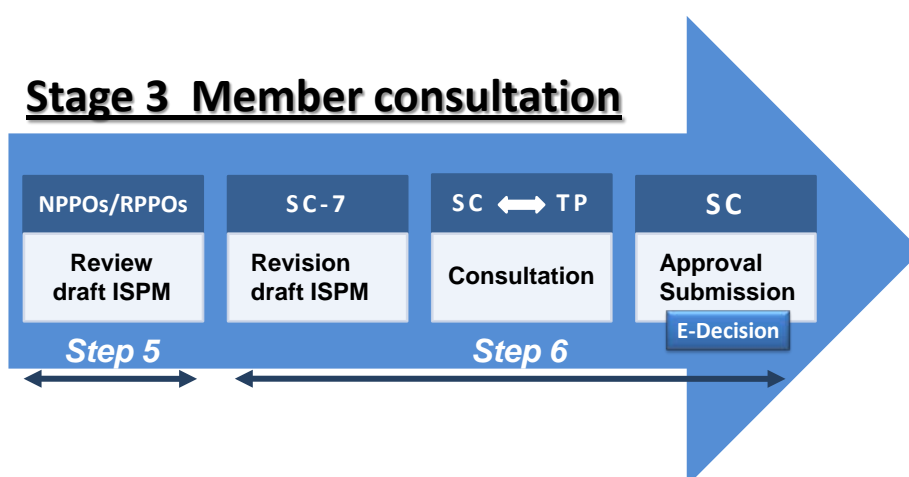 Stage 3 Member consultation
NPPOs/RPPOs
Review
draft ISPM
SC-7
Revision
draft ISPM
SC TP
Consultation
SC
Approval
Submission
E-Decision
Step 5
Step 6